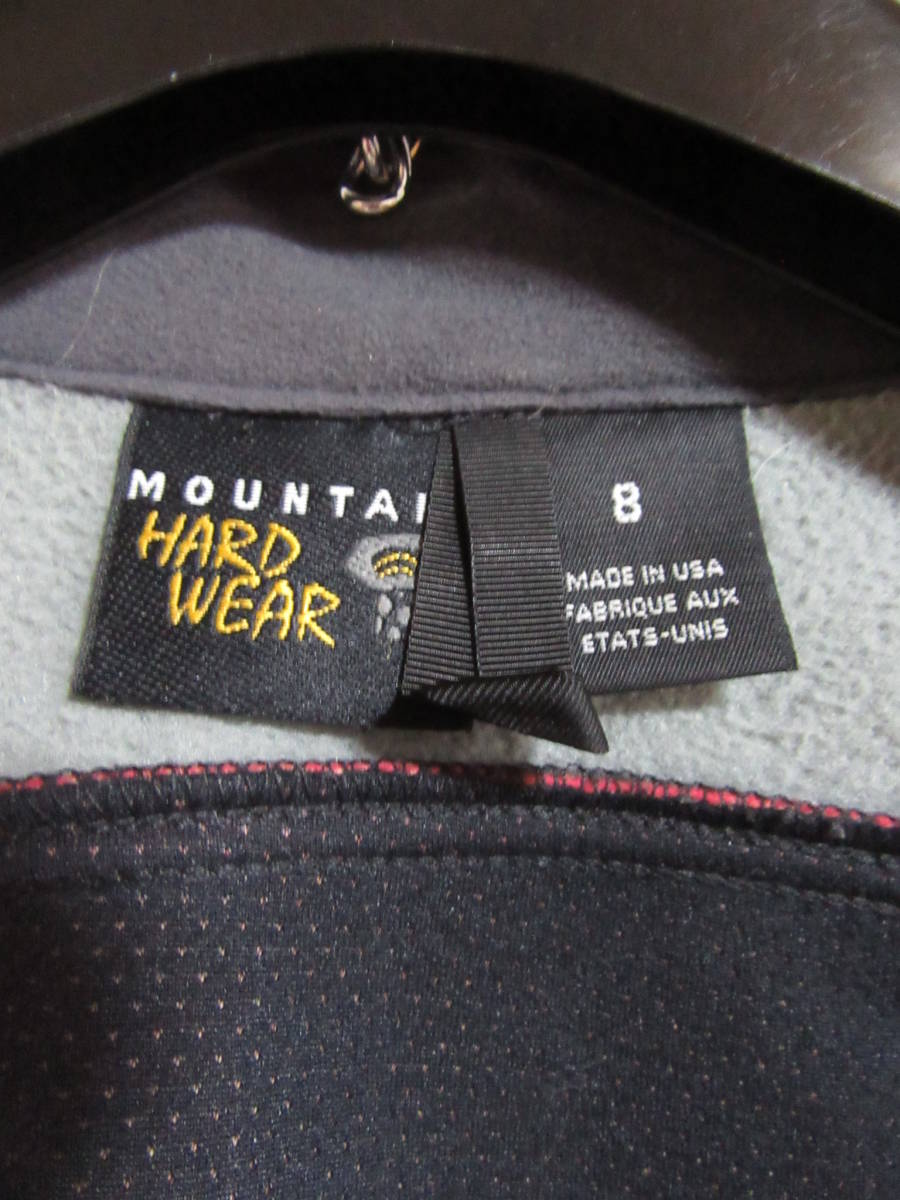 MOUNTAI
HARD
WEAR
8
MADE IN USA
FABRIQUE AUX
ETATS-UNIS